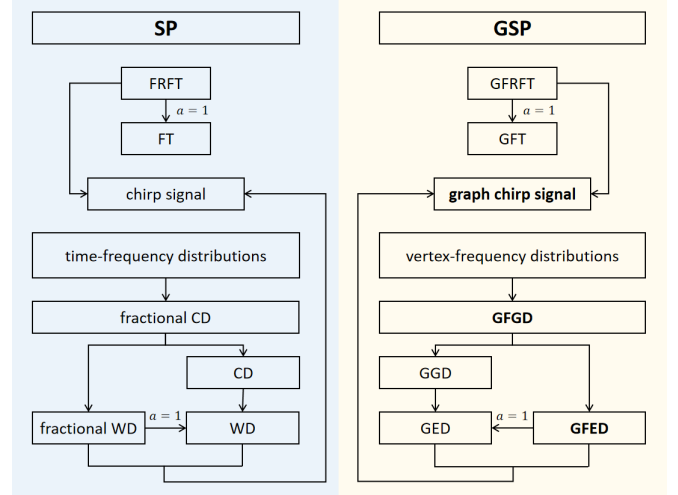 SP
FRFT
a = 1
FT
chirp signal
time-frequency distributions
fractional CD
CD
a = 1
fractional WD
WD
GSP
GFRFT
a = 1
GFT
graph chirp signal
vertex-frequency distributions
GFGD
GGD
a = 1
GED
GFED